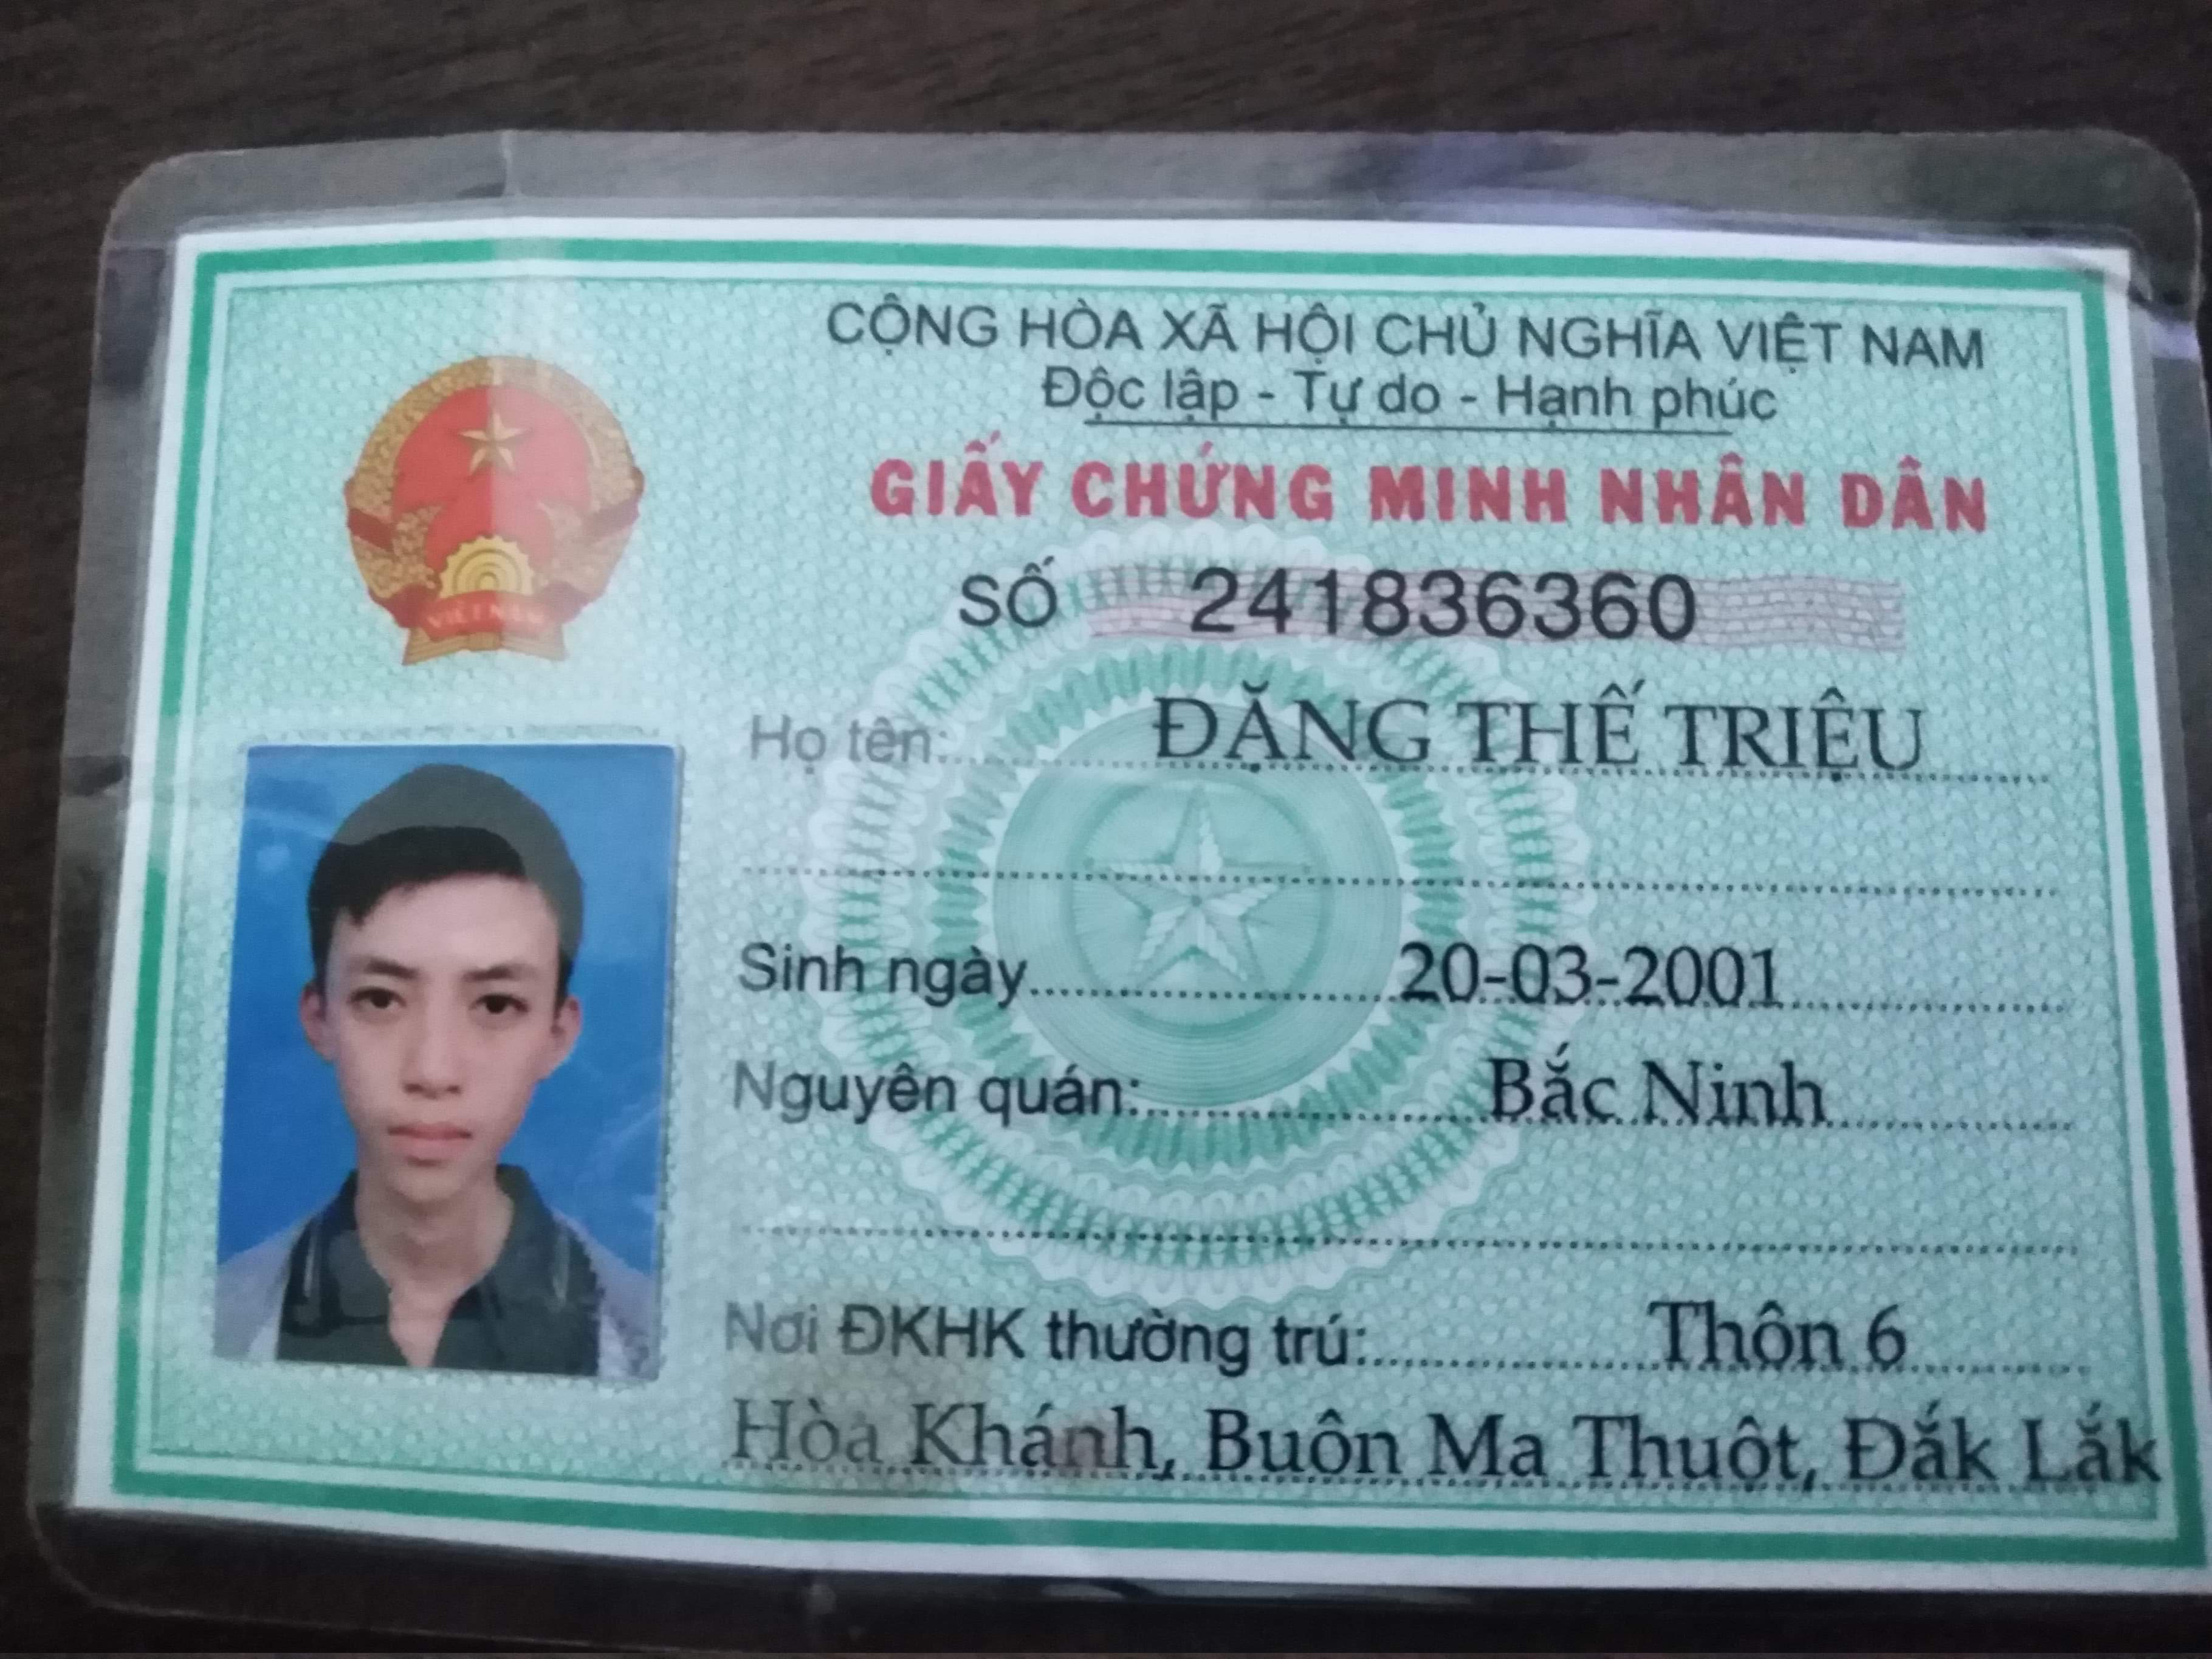 CỘNG HÒA XÃ HỘI CHỦ NGHĨA VIỆT NAM
Độc lập - Tự do - Hạnh phúc
GIẤY CHỨNG MINH NHÂN DÂN
SỐ 241836360
VIỆT NAM
Họ tên: ĐẶNG THẾ TRIỆU
Sinh ngày 20-03-2001
Nguyên quán: Bắc Ninh
Nơi ĐKHK thường trú: Thôn 6
Hòa Khánh, Buôn Ma Thuột, Đắk Lắk